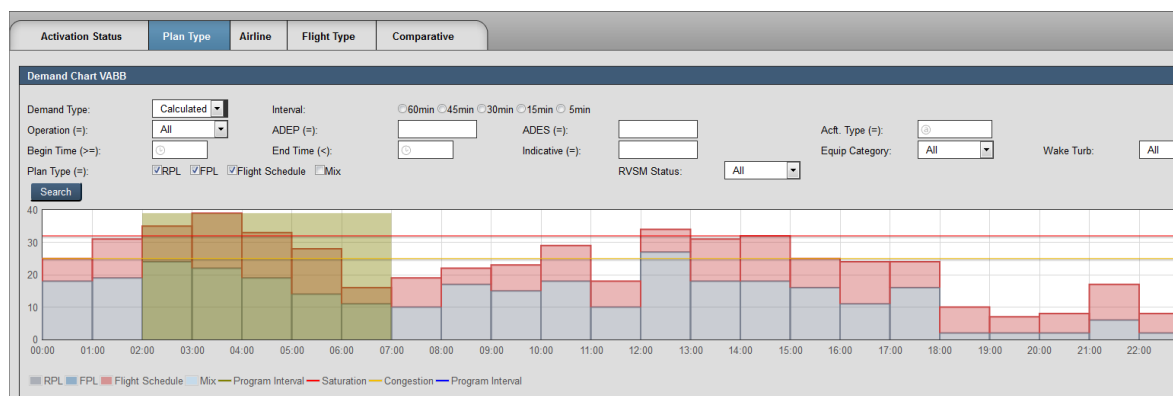 Activation Status Plan Type Airline Flight Type Comparative
Demand Chart VABB
Demand Type: Calculated Interval: 60min 45min 30min 15min 5min
Operation (=): All ADEP (=): ADES (=): Acft. Type (=): @
Begin Time (>=): End Time (<): Indicative (=): Equip Category: All Wake Turb: All
Plan Type (=): RPL FPL Flight Schedule Mix RVSM Status: All
Search
40
30
20
10
0
00:00 01:00 02:00 03:00 04:00 05:00 06:00 07:00 08:00 09:00 10:00 11:00 12:00 13:00 14:00 15:00 16:00 17:00 18:00 19:00 20:00 21:00 22:00
RPL FPL Flight Schedule Mix Program Interval Saturation Congestion Program Interval